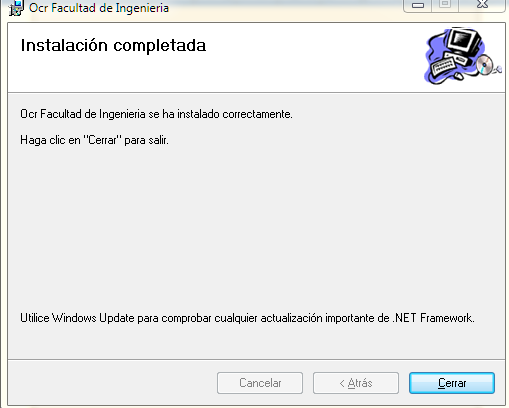 Ocr Facultad de Ingenieria
Instalación completada
Ocr Facultad de Ingenieria se ha instalado correctamente.
Haga clic en "Cerrar" para salir.
Utilice Windows Update para comprobar cualquier actualización importante de .NET Framework.
Cancelar
< Atrás
Cerrar